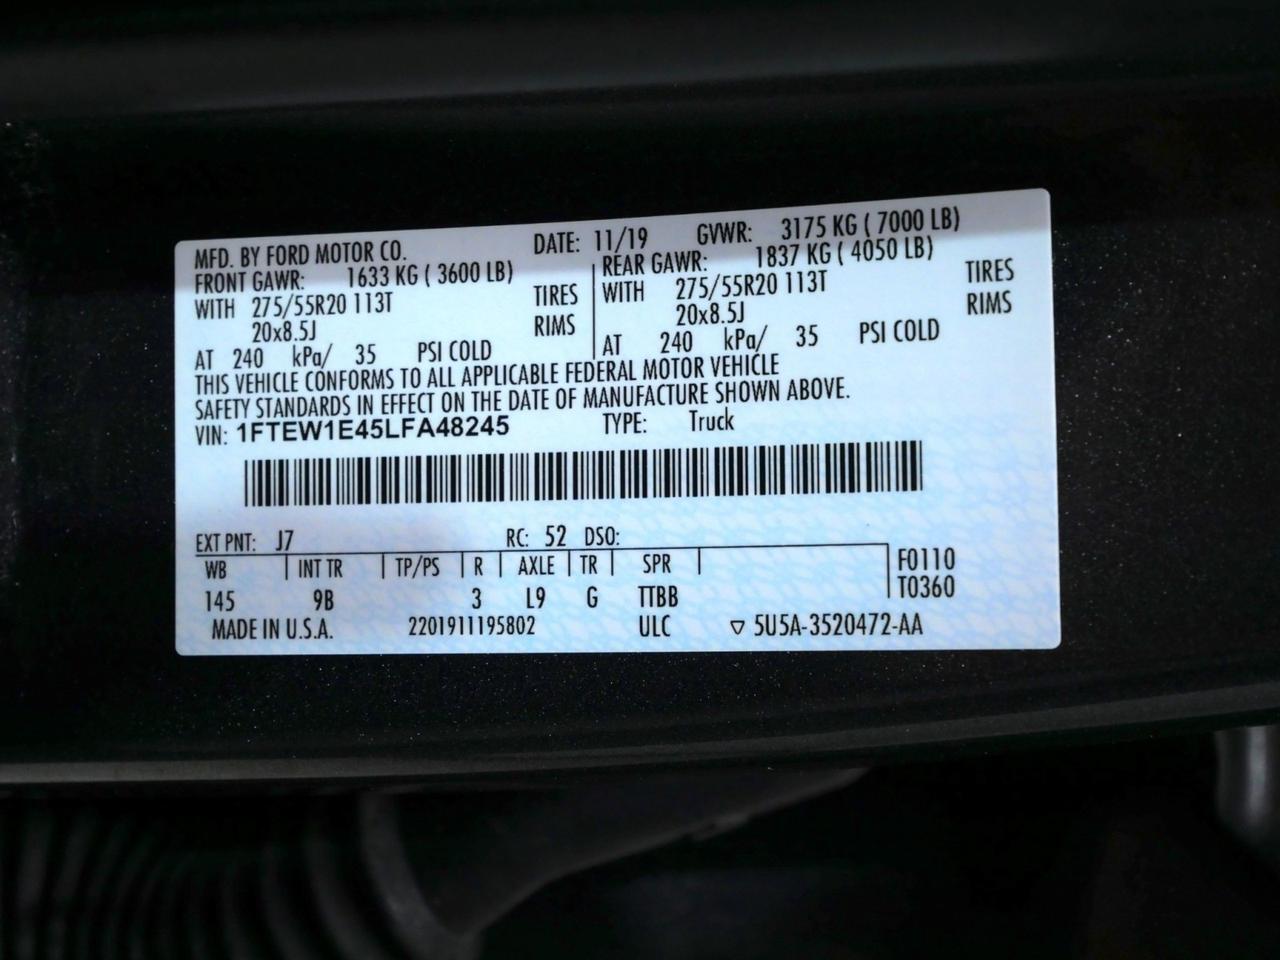 MFD. BY FORD MOTOR CO. DATE: 11/19 GVWR: 3175 KG ( 7000 LB)
FRONT GAWR: 1633 KG ( 3600 LB) REAR GAWR: 1837 KG ( 4050 LB)
WITH 275/55R20 113T TIRES WITH 275/55R20 113T TIRES
20x8.5J RIMS 20x8.5J RIMS
AT 240 kPa/ 35 PSI COLD AT 240 kPa/ 35 PSI COLD
THIS VEHICLE CONFORMS TO ALL APPLICABLE FEDERAL MOTOR VEHICLE
SAFETY STANDARDS IN EFFECT ON THE DATE OF MANUFACTURE SHOWN ABOVE.
VIN: 1FTEW1E45LFA48245 TYPE: Truck
EXT PNT: J7 RC: 52 DSO:
WB INT TR TP/PS R AXLE TR SPR F0110
145 9B 3 L9 G TTBB T0360
MADE IN U.S.A. 2201911195802 ULC ▽ 5U5A-3520472-AA